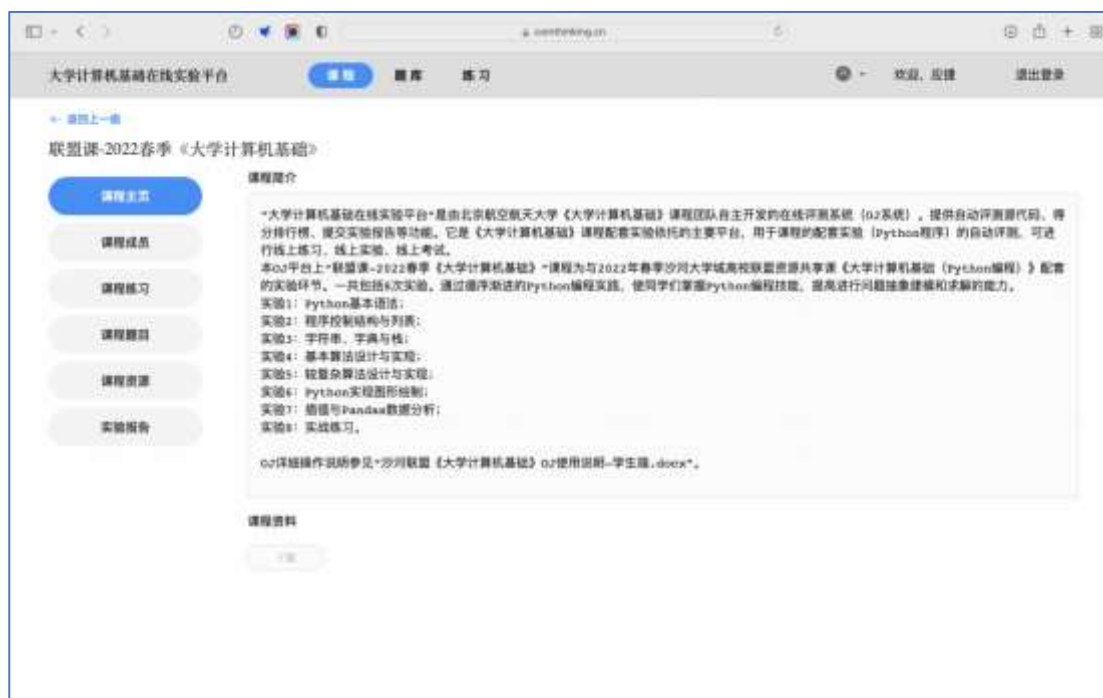 大学计算机基础在线实验平台
课程
题库
练习
退出登录
← 返回上一级
联盟课-2022春季《大学计算机基础》
课程主页
课程成员
课程练习
课程题目
课程资源
实验报告
课程简介
"大学计算机基础在线实验平台"是由北京航空航天大学《大学计算机基础》课程团队自主开发的在线评测系统（OJ系统），提供自动评测源代码、得
分排行榜、提交实验报告等功能。它是《大学计算机基础》课程配套实验依托的主要平台，用于课程的配套实验（Python程序）的自动评测，可进
行线上练习、线上实验、线上考试。
本OJ平台上"联盟课-2022春季《大学计算机基础》"课程为与2022年春季沙河大学城高校联盟资源共享课《大学计算机基础（Python编程）》配套
的实验环节。一共包括8次实验。通过循序渐进的Python编程实践，使同学们掌握Python编程技能，提高进行问题抽象建模和求解的能力。
实验1：Python基本语法；
实验2：程序控制结构与列表；
实验3：字符串、字典与栈；
实验4：基本算法设计与实现；
实验5：较复杂算法设计与实现；
实验6：Python实现图形绘制；
实验7：插值与Pandas数据分析；
实验8：实战练习。
OJ详细操作说明参见"沙河联盟《大学计算机基础》OJ使用说明-学生版.docx"。
课程资料